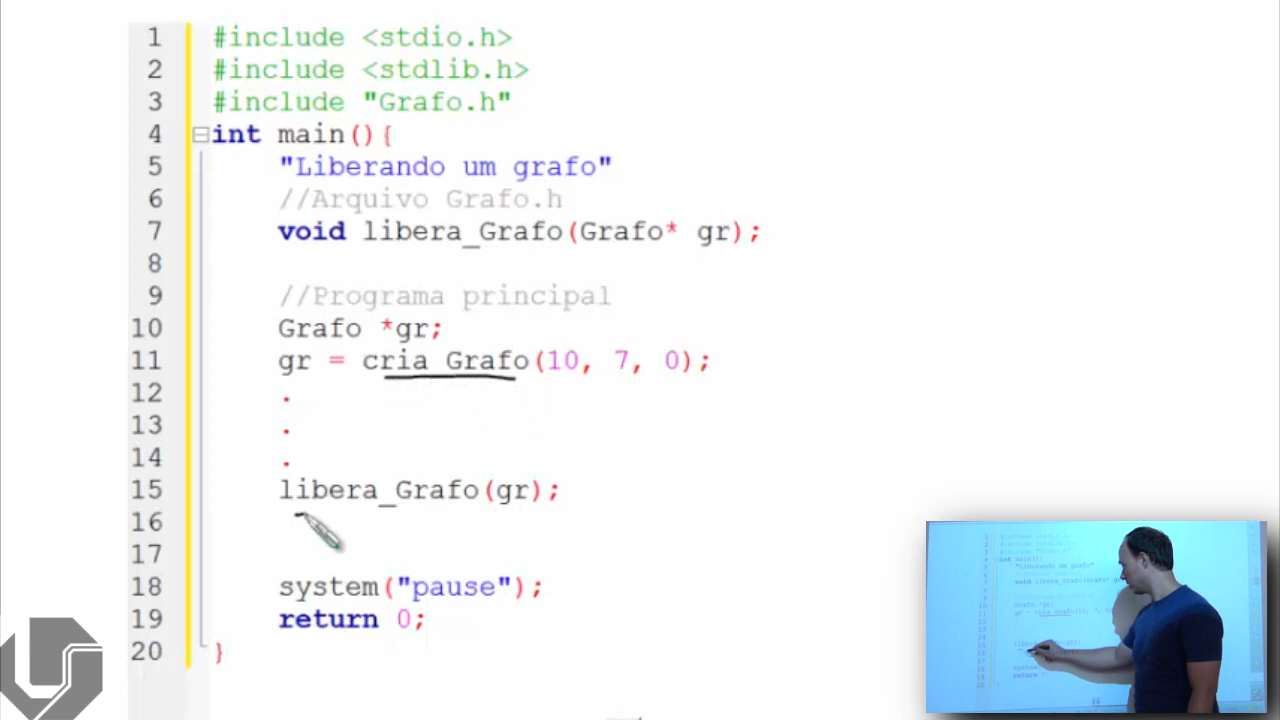 1 #include <stdio.h>
2 #include <stdlib.h>
3 #include "Grafo.h"
4 int main(){
5 "Liberando um grafo"
6 //Arquivo Grafo.h
7 void libera_Grafo(Grafo* gr);
8
9 //Programa principal
10 Grafo *gr;
11 gr = cria_Grafo(10, 7, 0);
12 .
13 .
14 .
15 libera_Grafo(gr);
16
17
18 system("pause");
19 return 0;
20 }